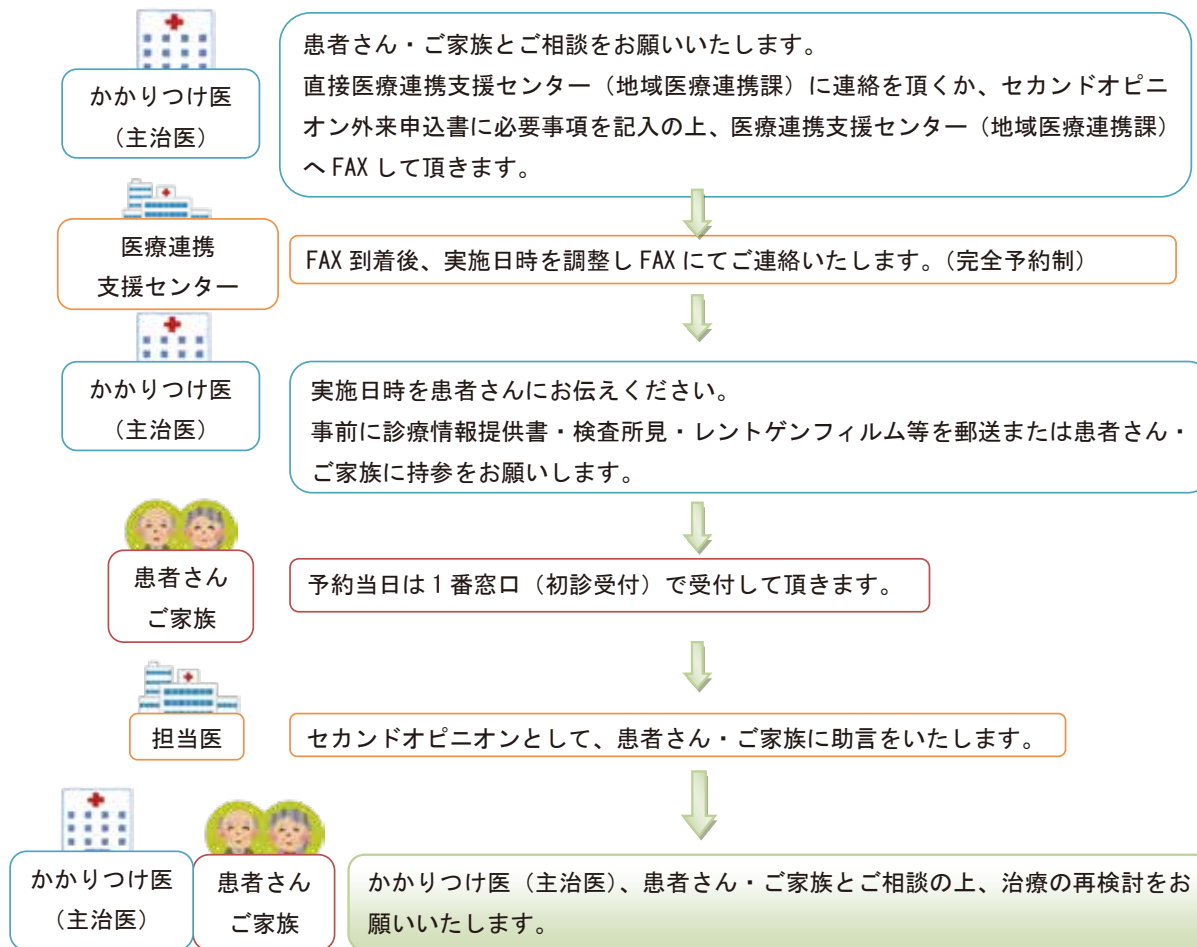 かかりつけ医
（主治医）
患者さん・ご家族とご相談をお願いいたします。
直接医療連携支援センター（地域医療連携課）に連絡を頂くか、セカンドオピニ
オン外来申込書に必要事項を記入の上、医療連携支援センター（地域医療連携課）
へ FAX して頂きます。
医療連携
支援センター
FAX 到着後、実施日時を調整し FAX にてご連絡いたします。（完全予約制）
かかりつけ医
（主治医）
実施日時を患者さんにお伝えください。
事前に診療情報提供書・検査所見・レントゲンフィルム等を郵送または患者さん・
ご家族に持参をお願いします。
患者さん
ご家族
予約当日は 1 番窓口（初診受付）で受付して頂きます。
担当医
セカンドオピニオンとして、患者さん・ご家族に助言をいたします。
かかりつけ医
（主治医）
患者さん
ご家族
かかりつけ医（主治医）、患者さん・ご家族とご相談の上、治療の再検討をお
願いいたします。